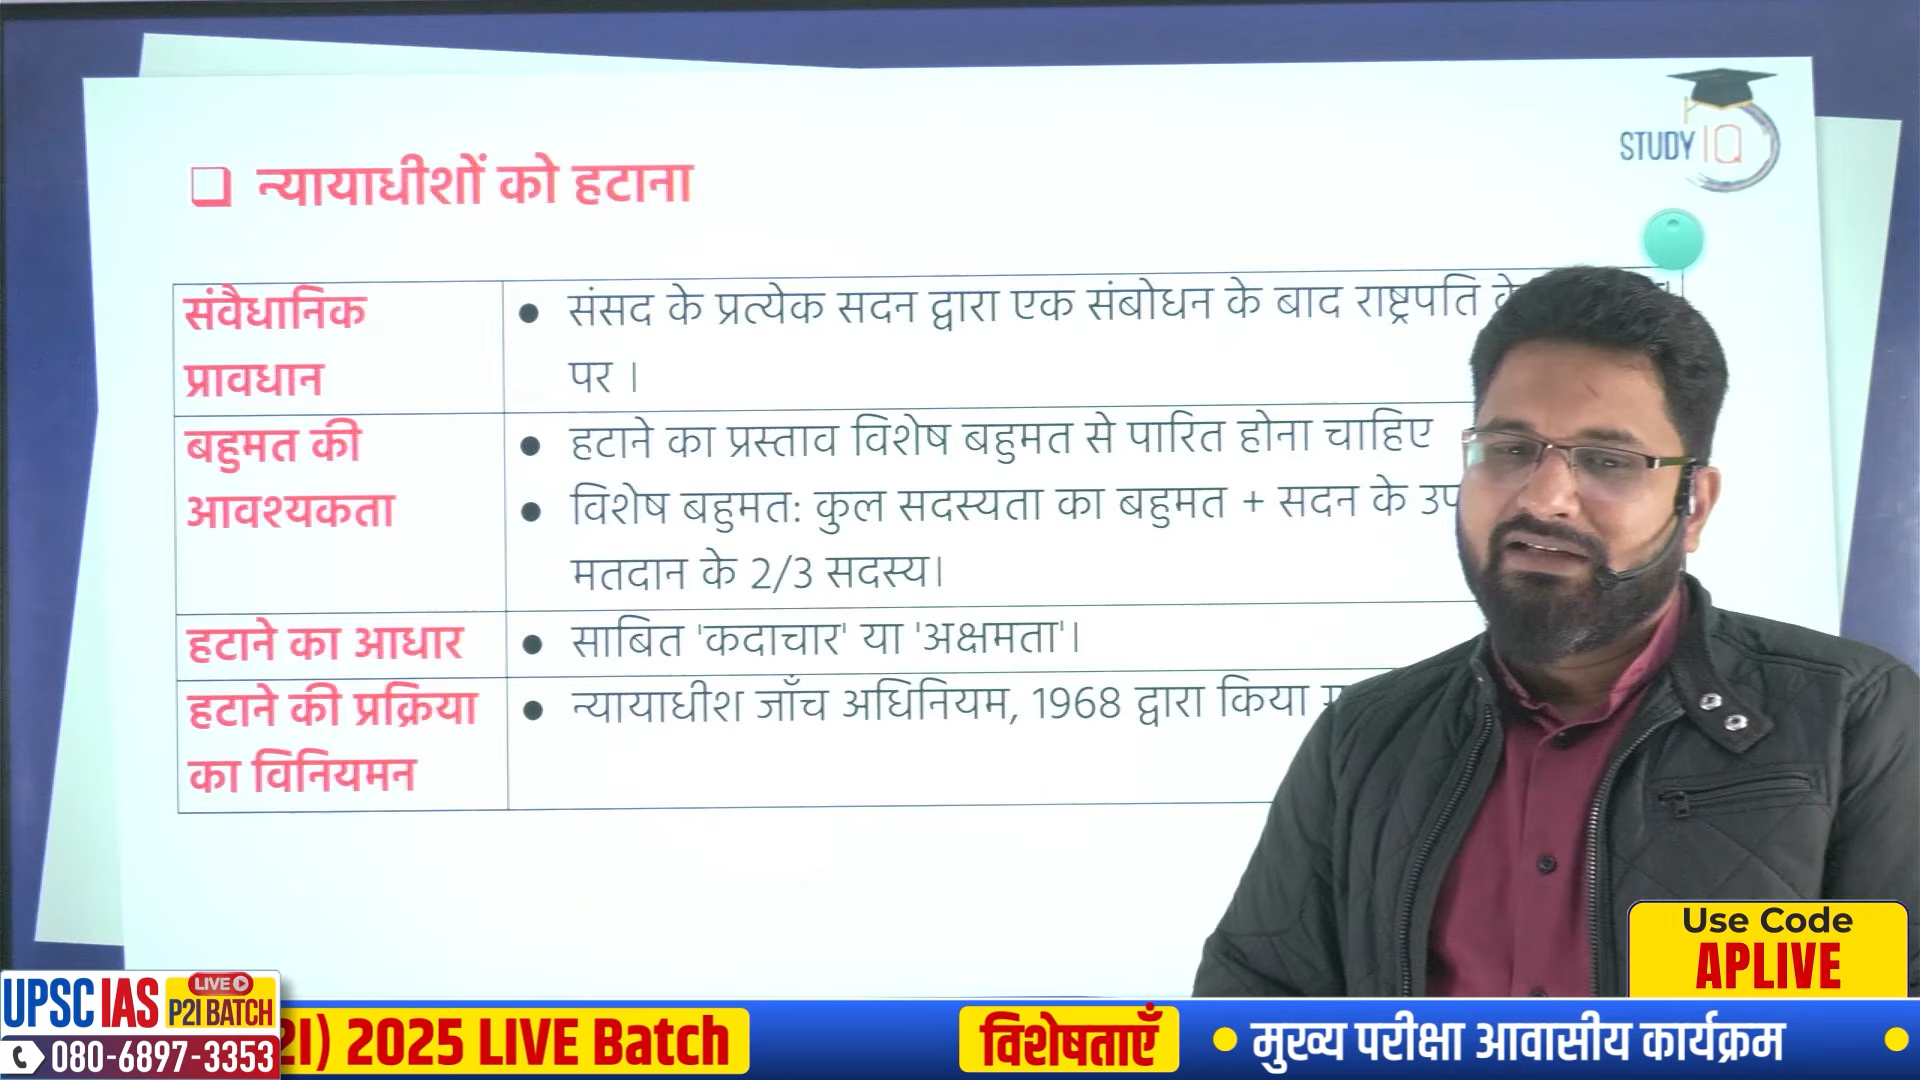 STUDY IQ
❑ न्यायाधीशों को हटाना
संवैधानिक
प्रावधान
• संसद के प्रत्येक सदन द्वारा एक संबोधन के बाद राष्ट्रपति
पर ।
बहुमत की
आवश्यकता
• हटाने का प्रस्ताव विशेष बहुमत से पारित होना चाहिए
• विशेष बहुमत: कुल सदस्यता का बहुमत + सदन के
मतदान के 2/3 सदस्य।
हटाने का आधार
• साबित 'कदाचार' या 'अक्षमता'।
हटाने की प्रक्रिया
का विनियमन
• न्यायाधीश जाँच अधिनियम, 1968 द्वारा किया
Use Code
APLIVE
UPSC IAS
LIVE
P2I BATCH
080-6897-3353
2I) 2025 LIVE Batch
विशेषताएँ
• मुख्य परीक्षा आवासीय कार्यक्रम •